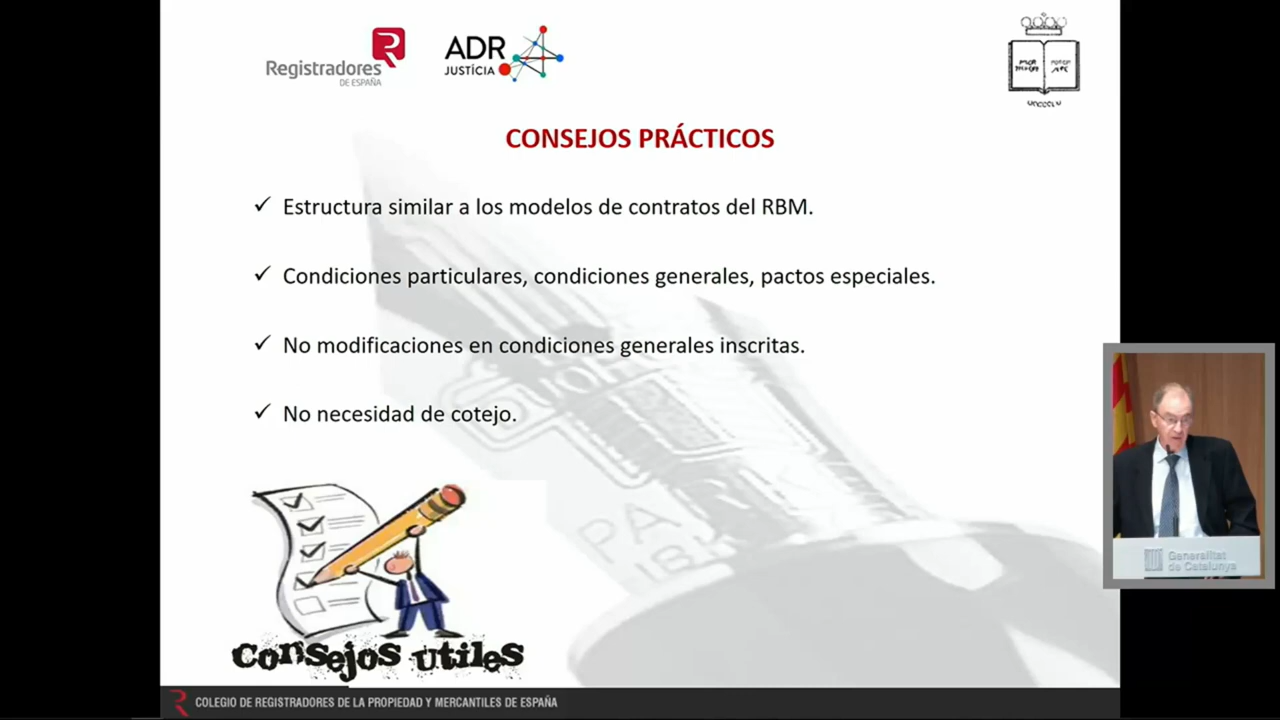 Registradores
DE ESPAÑA
ADR
JUSTÍCIA
CONSEJOS PRÁCTICOS
✓ Estructura similar a los modelos de contratos del RBM.
✓ Condiciones particulares, condiciones generales, pactos especiales.
✓ No modificaciones en condiciones generales inscritas.
✓ No necesidad de cotejo.
Consejos utiles
Generalitat
de Catalunya
COLEGIO DE REGISTRADORES DE LA PROPIEDAD Y MERCANTILES DE ESPAÑA